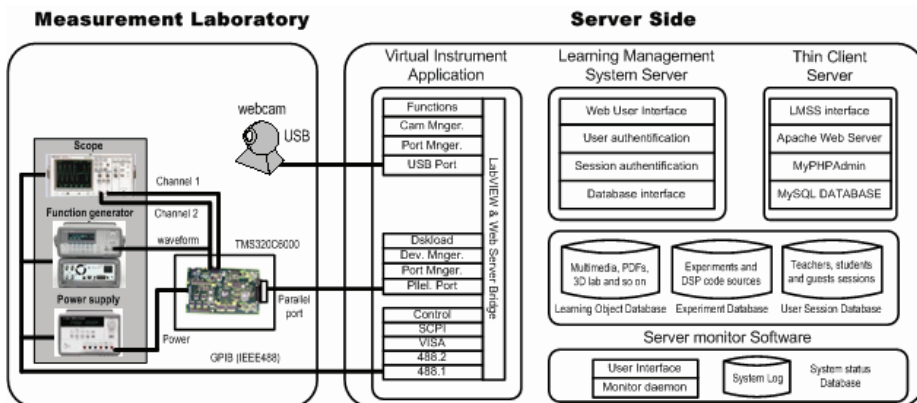 Measurement Laboratory
Server Side
webcam
USB
Scope
Channel 1
Channel 2
Function generator
waveform
TMS320C6000
Power supply
Power
Parallel
port
GPIB (IEEE488)
Virtual Instrument
Application
Functions
Cam Mnger.
Port Mnger.
USB Port
Dskload
Dev. Mnger.
Port Mnger.
Pllel. Port
Control
SCPI
VISA
488.2
488.1
LabVIEW & Web Server Bridge
Learning Management
System Server
Web User Interface
User authentification
Session authentification
Database interface
Thin Client
Server
LMSS interface
Apache Web Server
MyPHPAdmin
MySQL DATABASE
Multimedia, PDFs,
3D lab and so on
Learning Object Database
Experiments and
DSP code sources
Experiment Database
Teachers, students
and guests sessions
User Session Database
Server monitor Software
User Interface
Monitor daemon
System Log
System status
Database